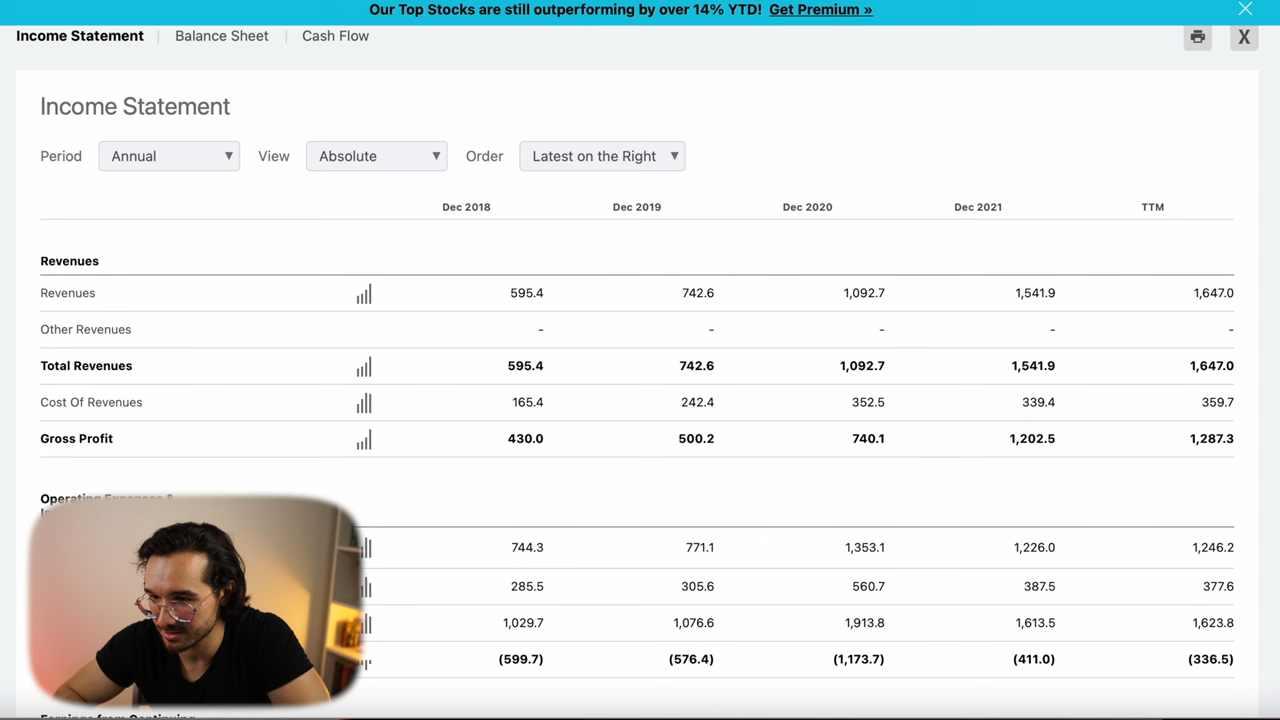 Our Top Stocks are still outperforming by over 14% YTD! Get Premium »
Income Statement | Balance Sheet | Cash Flow
X
Income Statement
Period Annual View Absolute Order Latest on the Right
Dec 2018 Dec 2019 Dec 2020 Dec 2021 TTM
Revenues
Revenues 595.4 742.6 1,092.7 1,541.9 1,647.0
Other Revenues - - - - -
Total Revenues 595.4 742.6 1,092.7 1,541.9 1,647.0
Cost Of Revenues 165.4 242.4 352.5 339.4 359.7
Gross Profit 430.0 500.2 740.1 1,202.5 1,287.3
Operating Expenses &
744.3 771.1 1,353.1 1,226.0 1,246.2
285.5 305.6 560.7 387.5 377.6
1,029.7 1,076.6 1,913.8 1,613.5 1,623.8
(599.7) (576.4) (1,173.7) (411.0) (336.5)
Earnings from Continuing